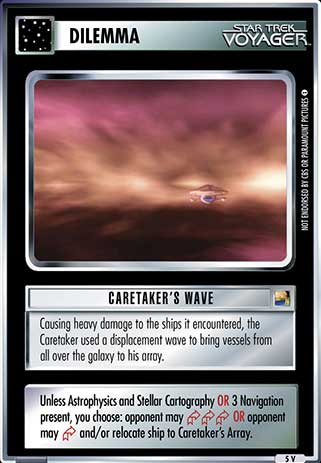 DILEMMA
STAR TREK
VOYAGER
NOT ENDORSED BY CBS OR PARAMOUNT PICTURES
CARETAKER'S WAVE
Causing heavy damage to the ships it encountered, the
Caretaker used a displacement wave to bring vessels from
all over the galaxy to his array.
Unless Astrophysics and Stellar Cartography OR 3 Navigation
present, you choose: opponent may OR opponent
may and/or relocate ship to Caretaker's Array.
5 V